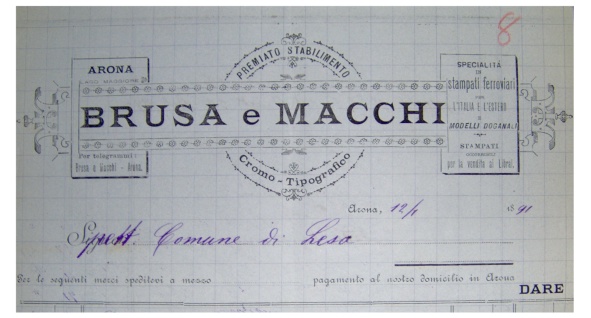 8
PREMIATO STABILIMENTO
ARONA
BRUSA e MACCHI
Per telegrammi:
Brusa e Macchi - Arona.
Cromo-Tipografico
SPECIALITÀ
IN
stampati ferroviari
PER
L'ITALIA E L'ESTERO
E
MODELLI DOGANALI
STAMPATI
per la vendita ai Librai.
Arona, 12/1 1891
Spett. Comune di Lesa
Per le seguenti merci speditovi a mezzo pagamento al nostro domicilio in Arona
DARE